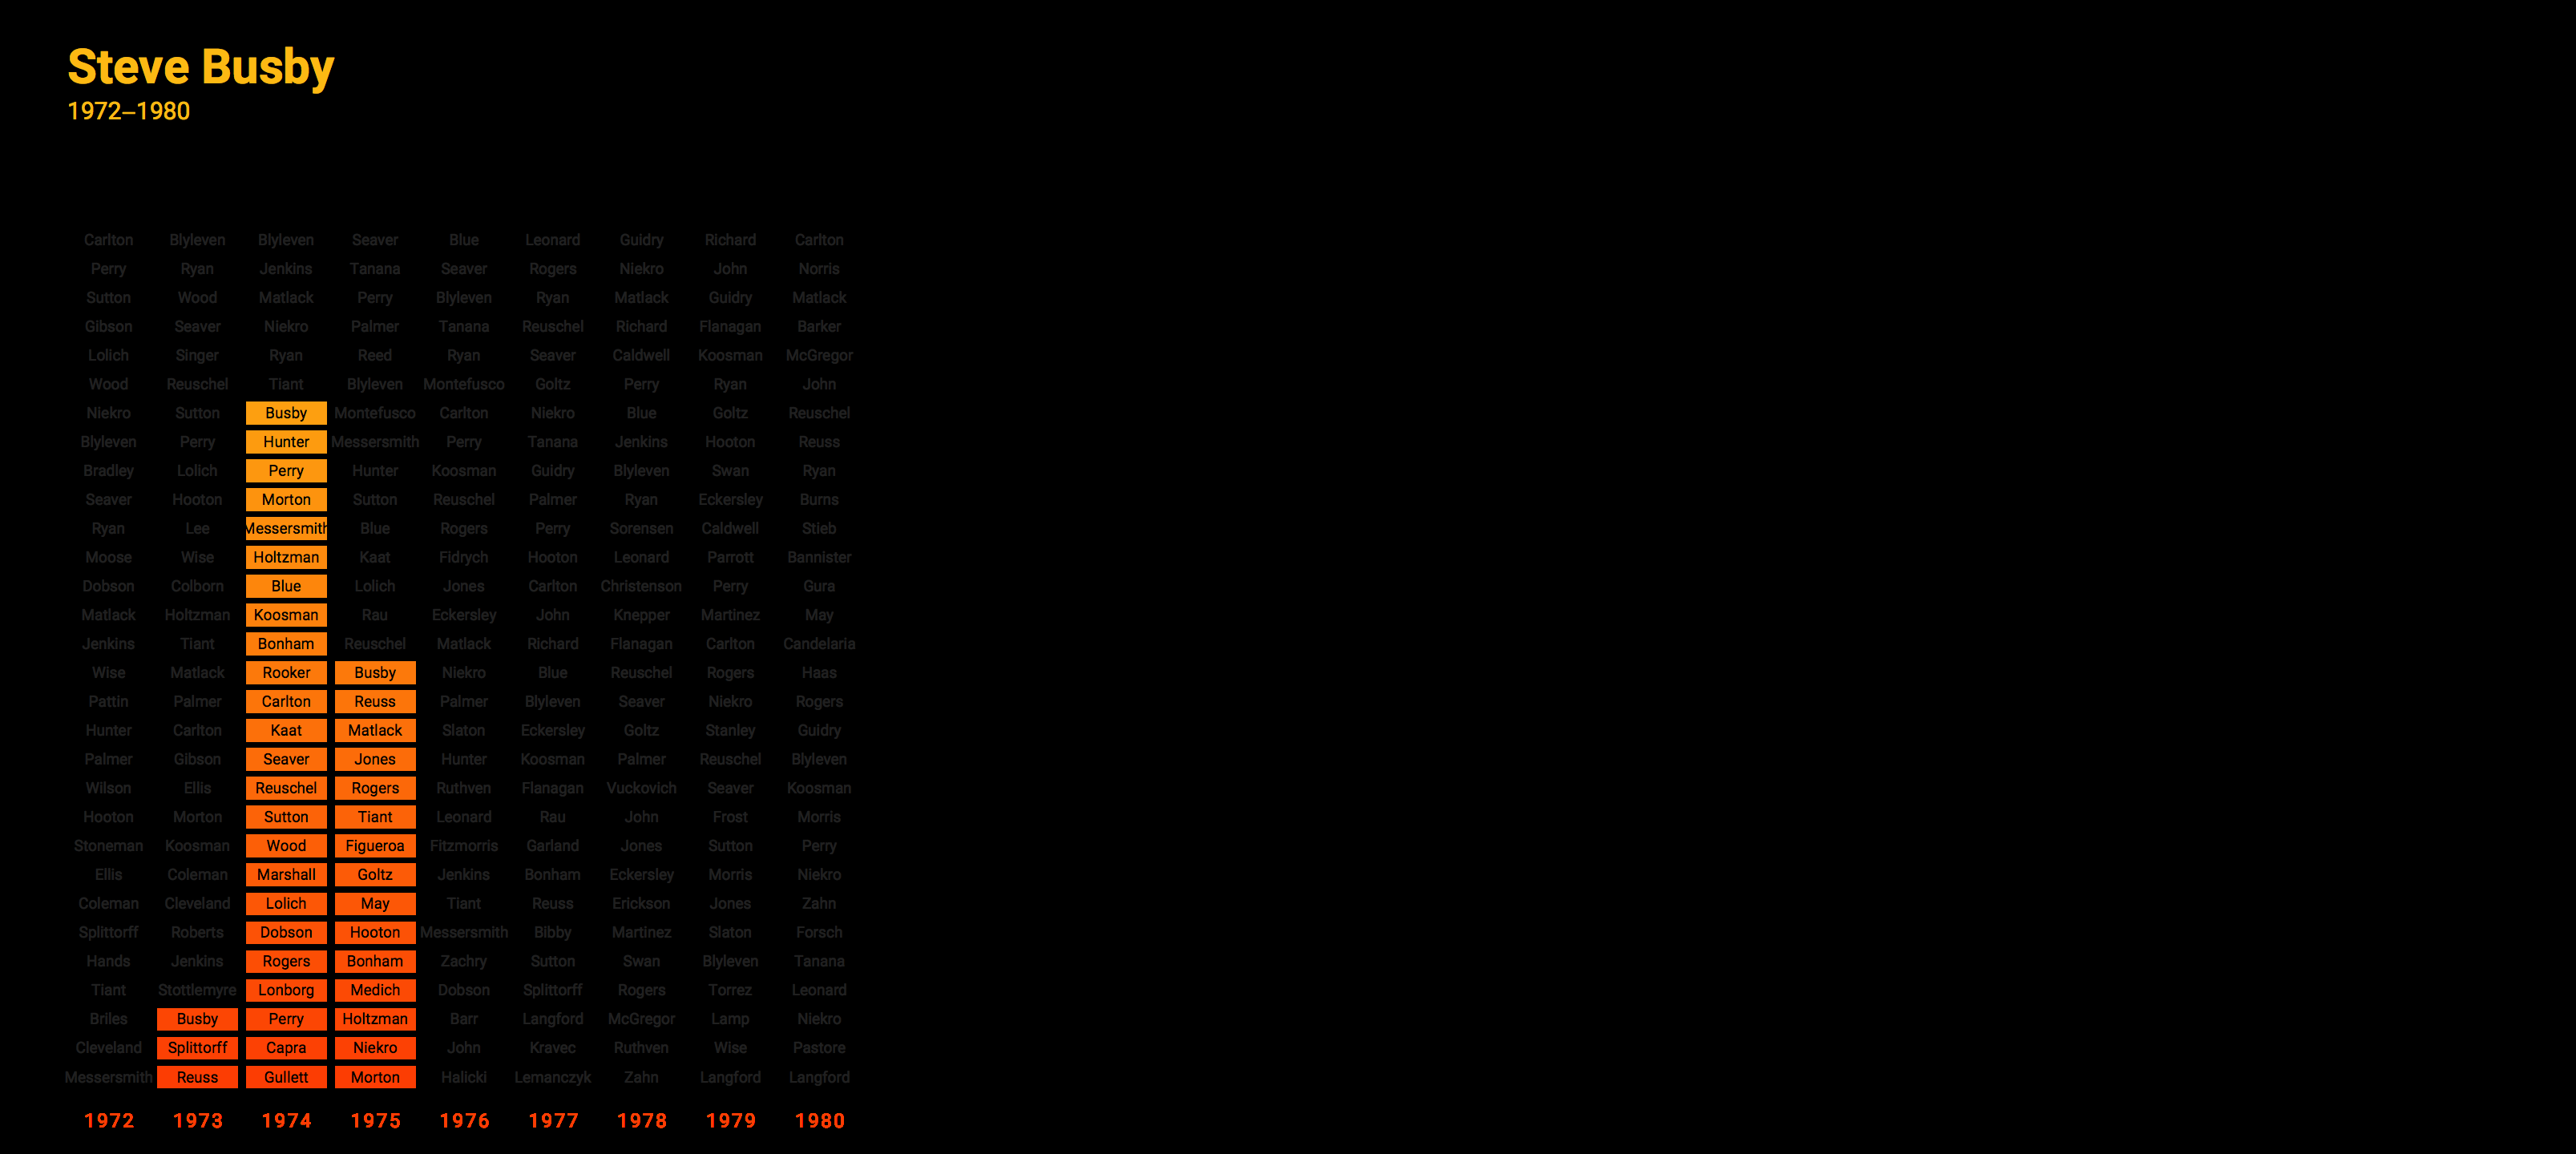 Steve Busby
1972–1980
Carlton Blyleven Blyleven Seaver Blue Leonard Guidry Richard Carlton
Perry Ryan Jenkins Tanana Seaver Rogers Niekro John Norris
Sutton Wood Matlack Perry Blyleven Ryan Matlack Guidry Matlack
Gibson Seaver Niekro Palmer Tanana Reuschel Richard Flanagan Barker
Lolich Singer Ryan Reed Ryan Seaver Caldwell Koosman McGregor
Wood Reuschel Tiant Blyleven Montefusco Goltz Perry Ryan John
Niekro Sutton Busby Montefusco Carlton Niekro Blue Goltz Reuschel
Blyleven Perry Hunter Messersmith Perry Tanana Jenkins Hooton Reuss
Bradley Lolich Perry Hunter Koosman Guidry Blyleven Swan Ryan
Seaver Hooton Morton Sutton Reuschel Palmer Ryan Eckersley Burns
Ryan Lee Messersmith Blue Rogers Perry Sorensen Caldwell Stieb
Moose Wise Holtzman Kaat Fidrych Hooton Leonard Parrott Bannister
Dobson Colborn Blue Lolich Jones Carlton Christenson Perry Gura
Matlack Holtzman Koosman Rau Eckersley John Knepper Martinez May
Jenkins Tiant Bonham Reuschel Matlack Richard Flanagan Carlton Candelaria
Wise Matlack Rooker Busby Niekro Blue Reuschel Rogers Haas
Pattin Palmer Carlton Reuss Palmer Blyleven Seaver Niekro Rogers
Hunter Carlton Kaat Matlack Slaton Eckersley Goltz Stanley Guidry
Palmer Gibson Seaver Jones Hunter Koosman Palmer Reuschel Blyleven
Wilson Ellis Reuschel Rogers Ruthven Flanagan Vuckovich Seaver Koosman
Hooton Morton Sutton Tiant Leonard Rau John Frost Morris
Stoneman Koosman Wood Figueroa Fitzmorris Garland Jones Sutton Perry
Ellis Coleman Marshall Goltz Jenkins Bonham Eckersley Morris Niekro
Coleman Cleveland Lolich May Tiant Reuss Erickson Jones Zahn
Splittorff Roberts Dobson Hooton Messersmith Bibby Martinez Slaton Forsch
Hands Jenkins Rogers Bonham Zachry Sutton Swan Blyleven Tanana
Tiant Stottlemyre Lonborg Medich Dobson Splittorff Rogers Torrez Leonard
Briles Busby Perry Holtzman Barr Langford McGregor Lamp Niekro
Cleveland Splittorff Capra Niekro John Kravec Ruthven Wise Pastore
Messersmith Reuss Gullett Morton Halicki Lemanczyk Zahn Langford Langford
1972 1973 1974 1975 1976 1977 1978 1979 1980